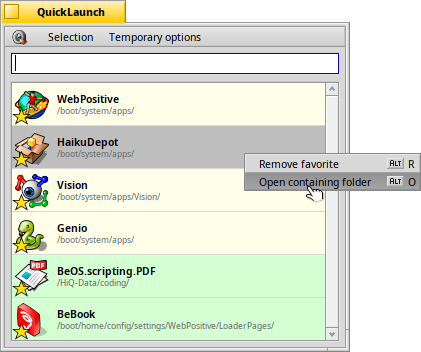 QuickLaunch
Selection Temporary options
WebPositive
/boot/system/apps/
HaikuDepot
/boot/system/apps/
Remove favorite ALT R
Open containing folder ALT O
Vision
/boot/system/apps/Vision/
Genio
/boot/system/apps/
PDF
BeOS.scripting.PDF
/HiQ-Data/coding/
BeBook
/boot/home/config/settings/WebPositive/LoaderPages/